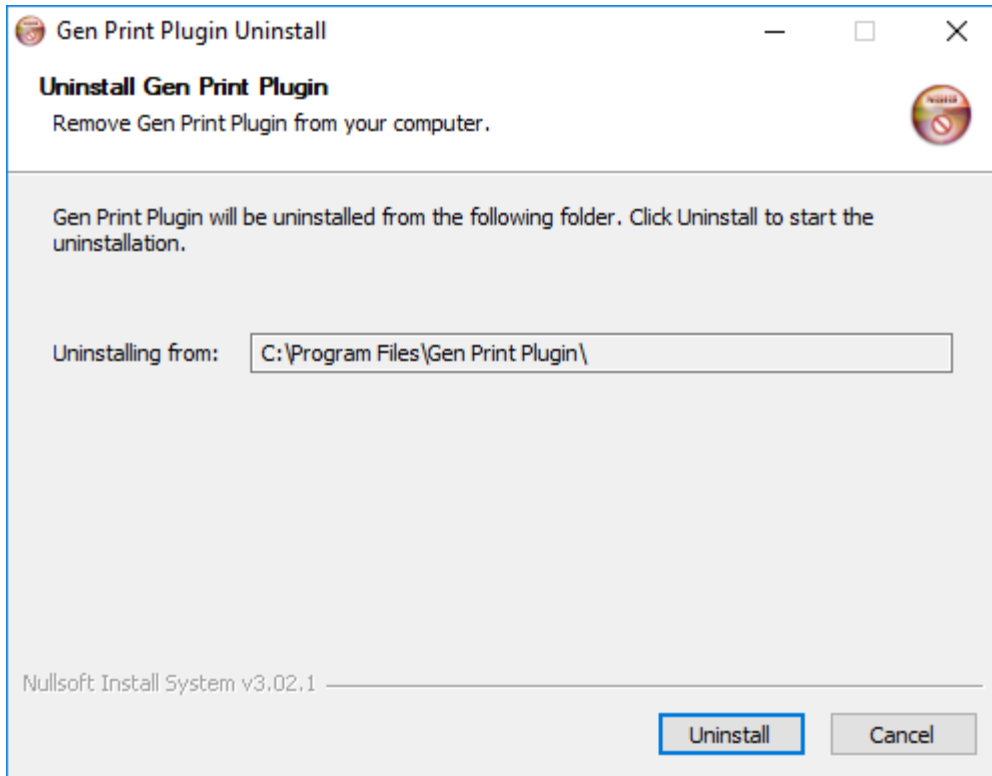 Gen Print Plugin Uninstall
Uninstall Gen Print Plugin
Remove Gen Print Plugin from your computer.
Gen Print Plugin will be uninstalled from the following folder. Click Uninstall to start the
uninstallation.
Uninstalling from: C:\Program Files\Gen Print Plugin\
Nullsoft Install System v3.02.1
Uninstall Cancel